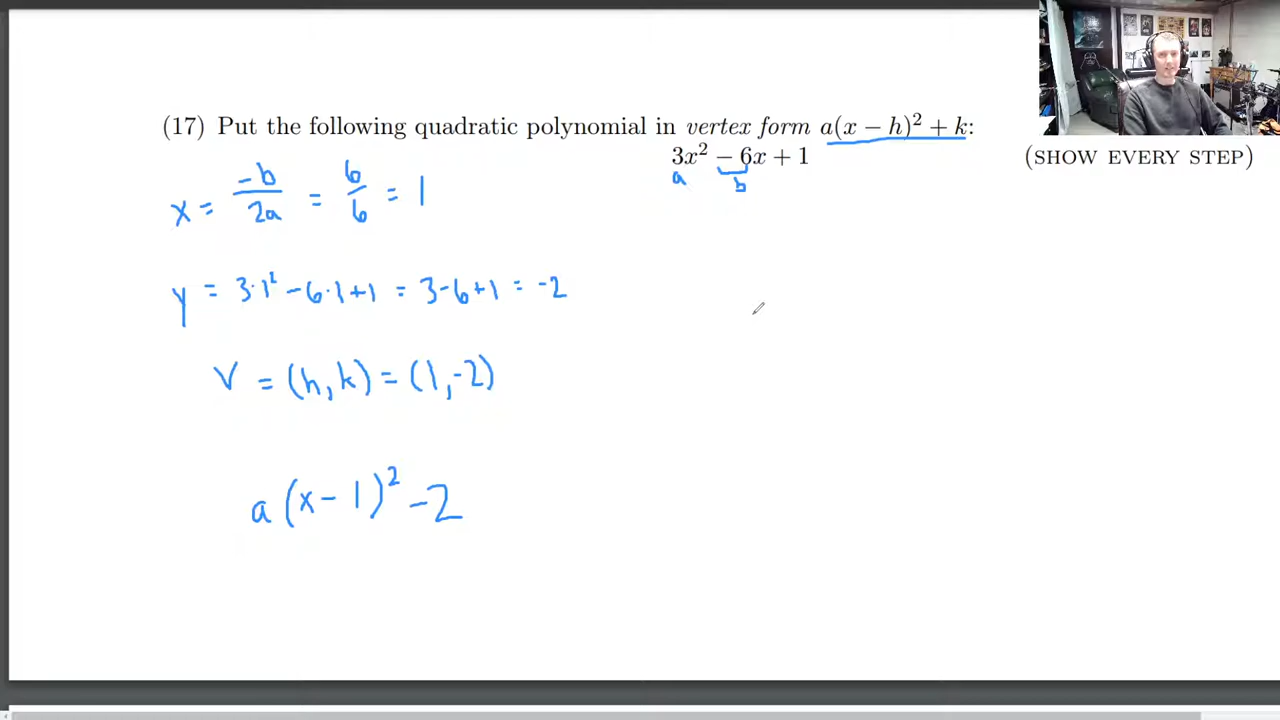 (17) Put the following quadratic polynomial in vertex form a(x − h)² + k:
3x² − 6x + 1
(SHOW EVERY STEP)
a b
x = -b/2a = 6/6 = 1
y = 3·1² − 6·1 + 1 = 3 - 6 + 1 = -2
V = (h, k) = (1, -2)
a(x − 1)² − 2